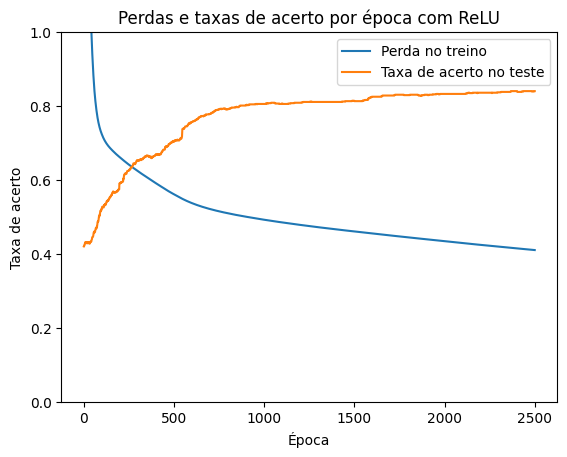 Perdas e taxas de acerto por época com ReLU
Perda no treino
Taxa de acerto no teste
Taxa de acerto
1.0
0.8
0.6
0.4
0.2
0.0
0 500 1000 1500 2000 2500
Época